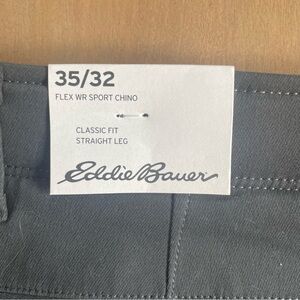 35/32
FLEX WR SPORT CHINO
CLASSIC FIT
STRAIGHT LEG
Eddie Bauer